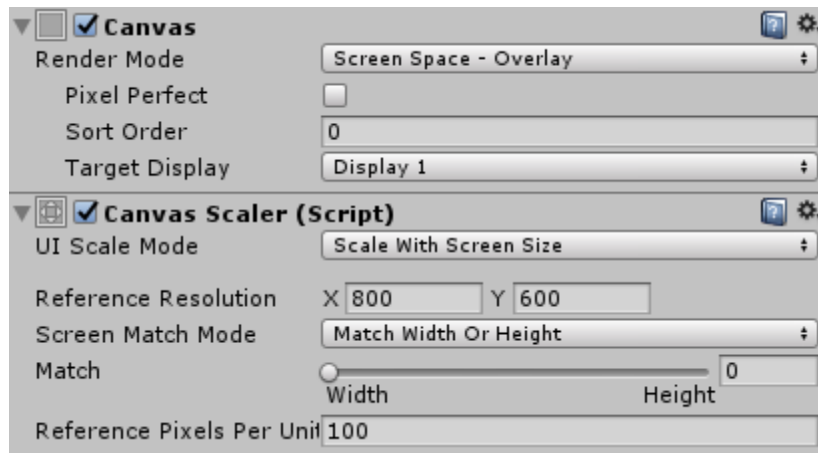 Canvas
Render Mode Screen Space - Overlay
Pixel Perfect
Sort Order 0
Target Display Display 1
Canvas Scaler (Script)
UI Scale Mode Scale With Screen Size
Reference Resolution X 800 Y 600
Screen Match Mode Match Width Or Height
Match 0
Width Height
Reference Pixels Per Unit 100